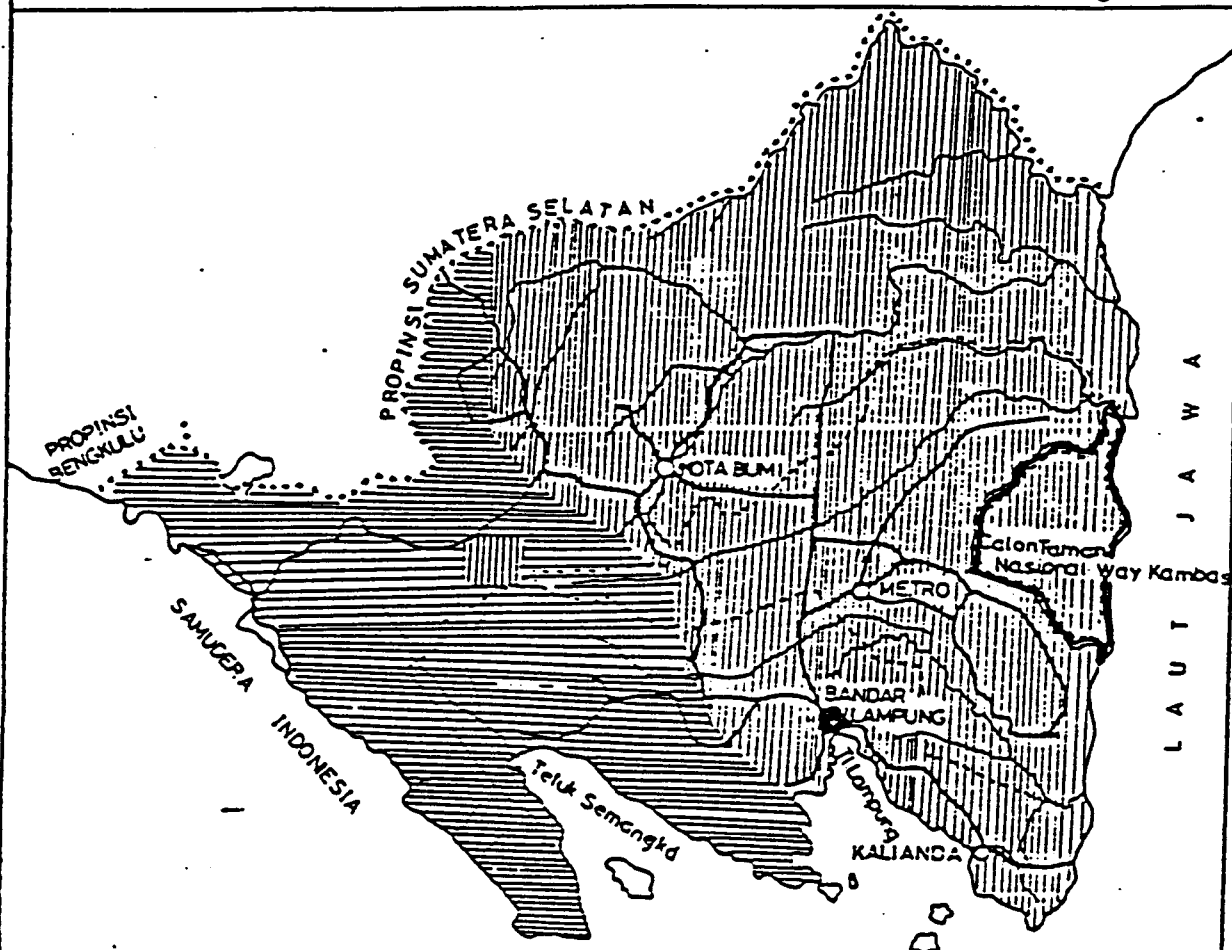 PROPINSI SUMATERA SELATAN
PROPINSI
BENGKULU
KOTA BUMI
LAUT JAWA
Calon Taman
Nasional Way Kambas
METRO
SAMUDERA
INDONESIA
BANDAR
LAMPUNG
Teluk Semangka
Tl Lampung
KALIANDA